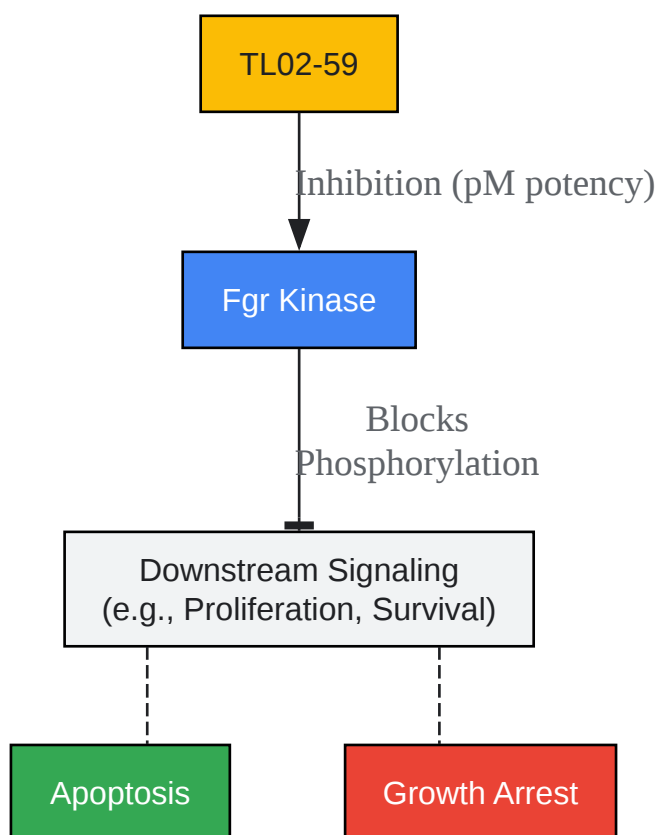 TL02-59
Inhibition (pM potency)
Fgr Kinase
Blocks
Phosphorylation
Downstream Signaling
(e.g., Proliferation, Survival)
Apoptosis
Growth Arrest